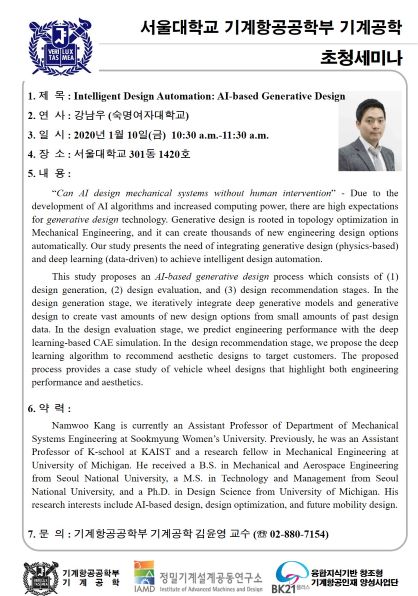 VERI LUX TAS MEA
서울대학교 기계항공공학부 기계공학
초청세미나
1. 제 목 : Intelligent Design Automation: AI-based Generative Design
2. 연 사 : 강남우 (숙명여자대학교)
3. 일 시 : 2020년 1월 10일(금) 10:30 a.m.-11:30 a.m.
4. 장 소 : 서울대학교 301동 1420호
5. 내 용 :
“Can AI design mechanical systems without human intervention” - Due to the
development of AI algorithms and increased computing power, there are high expectations
for generative design technology. Generative design is rooted in topology optimization in
Mechanical Engineering, and it can create thousands of new engineering design options
automatically. Our study presents the need of integrating generative design (physics-based)
and deep learning (data-driven) to achieve intelligent design automation.
This study proposes an AI-based generative design process which consists of (1)
design generation, (2) design evaluation, and (3) design recommendation stages. In the
design generation stage, we iteratively integrate deep generative models and generative
design to create vast amounts of new design options from small amounts of past design
data. In the design evaluation stage, we predict engineering performance with the deep
learning-based CAE simulation. In the design recommendation stage, we propose the deep
learning algorithm to recommend aesthetic designs to target customers. The proposed
process provides a case study of vehicle wheel designs that highlight both engineering
performance and aesthetics.
6. 약 력 :
Namwoo Kang is currently an Assistant Professor of Department of Mechanical
Systems Engineering at Sookmyung Women’s University. Previously, he was an Assistant
Professor of K-school at KAIST and a research fellow in Mechanical Engineering at
University of Michigan. He received a B.S. in Mechanical and Aerospace Engineering
from Seoul National University, a M.S. in Technology and Management from Seoul
National University, and a Ph.D. in Design Science from University of Michigan. His
research interests include AI-based design, design optimization, and future mobility design.
7. 문 의 : 기계항공공학부 기계공학 김윤영 교수 (☏ 02-880-7154)
기계항공공학부
기 계 공 학
IAMD
정밀기계설계공동연구소
Institute of Advanced Machines and Design
BK21플러스
융합지식기반 창조형
기계항공인재 양성사업단